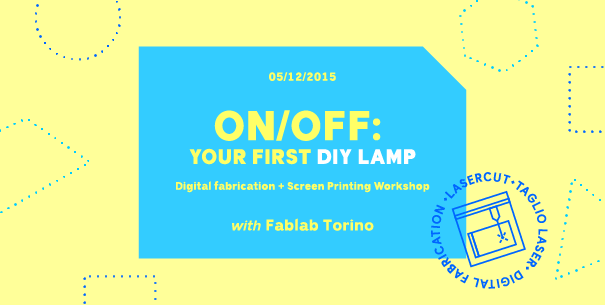 05/12/2015
ON/OFF:
YOUR FIRST DIY LAMP
Digital fabrication + Screen Printing Workshop
with Fablab Torino
LASERCUT • TAGLIO LASER • DIGITAL FABRICATION •